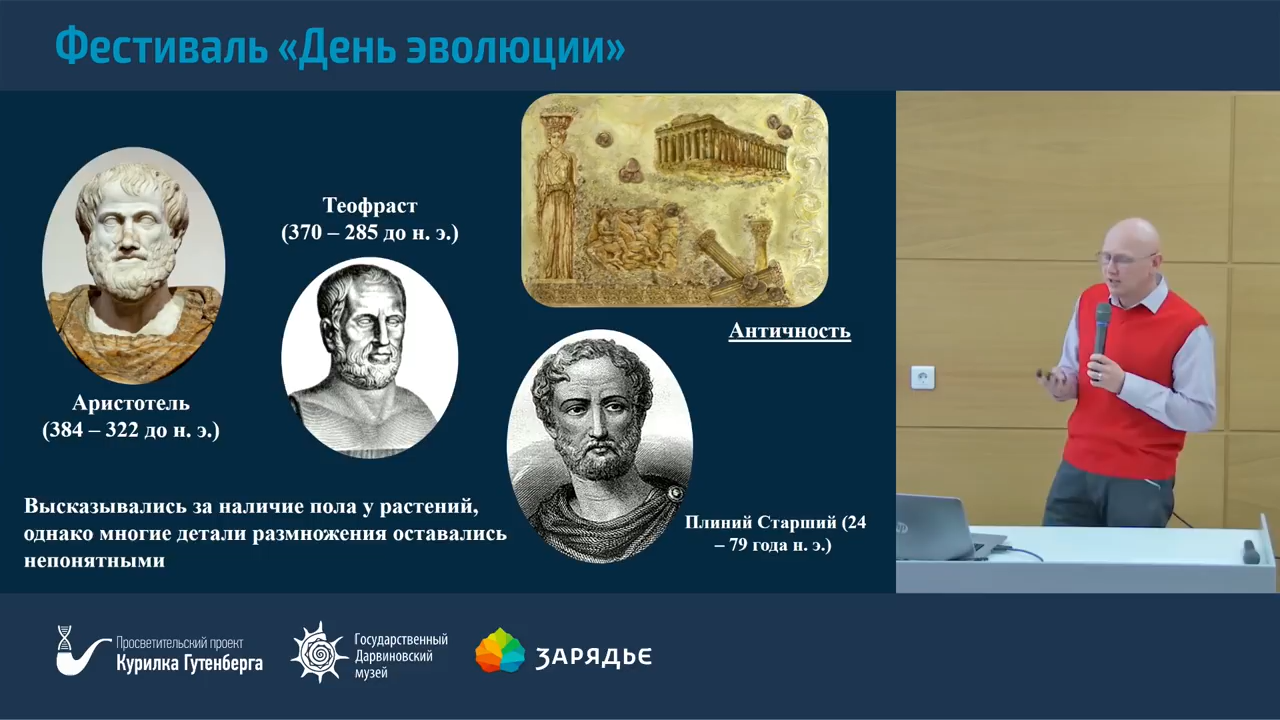 Фестиваль «День эволюции»
Теофраст
(370 – 285 до н. э.)
Античность
Аристотель
(384 – 322 до н. э.)
Высказывались за наличие пола у растений,
однако многие детали размножения оставались
непонятными
Плиний Старший (24
– 79 года н. э.)
Просветительский проект
Курилка Гутенберга
Государственный
Дарвиновский
музей
ЗАРЯДЬЕ